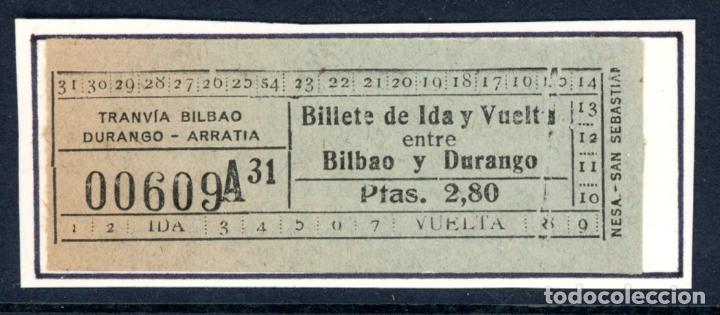 31 30 29 28 27 26 25 54 23 22 21 20 19 18 17 16 15 14
TRANVÍA BILBAO
DURANGO - ARRATIA
00609 A 31
Billete de Ida y Vuelta
entre
Bilbao y Durango
Ptas. 2,80
13
12
11
10
1 2 IDA 3 4 5 6 7 VUELTA 8 9
NESA.- SAN SEBASTIÁN
todocoleccion
todocoleccion.net